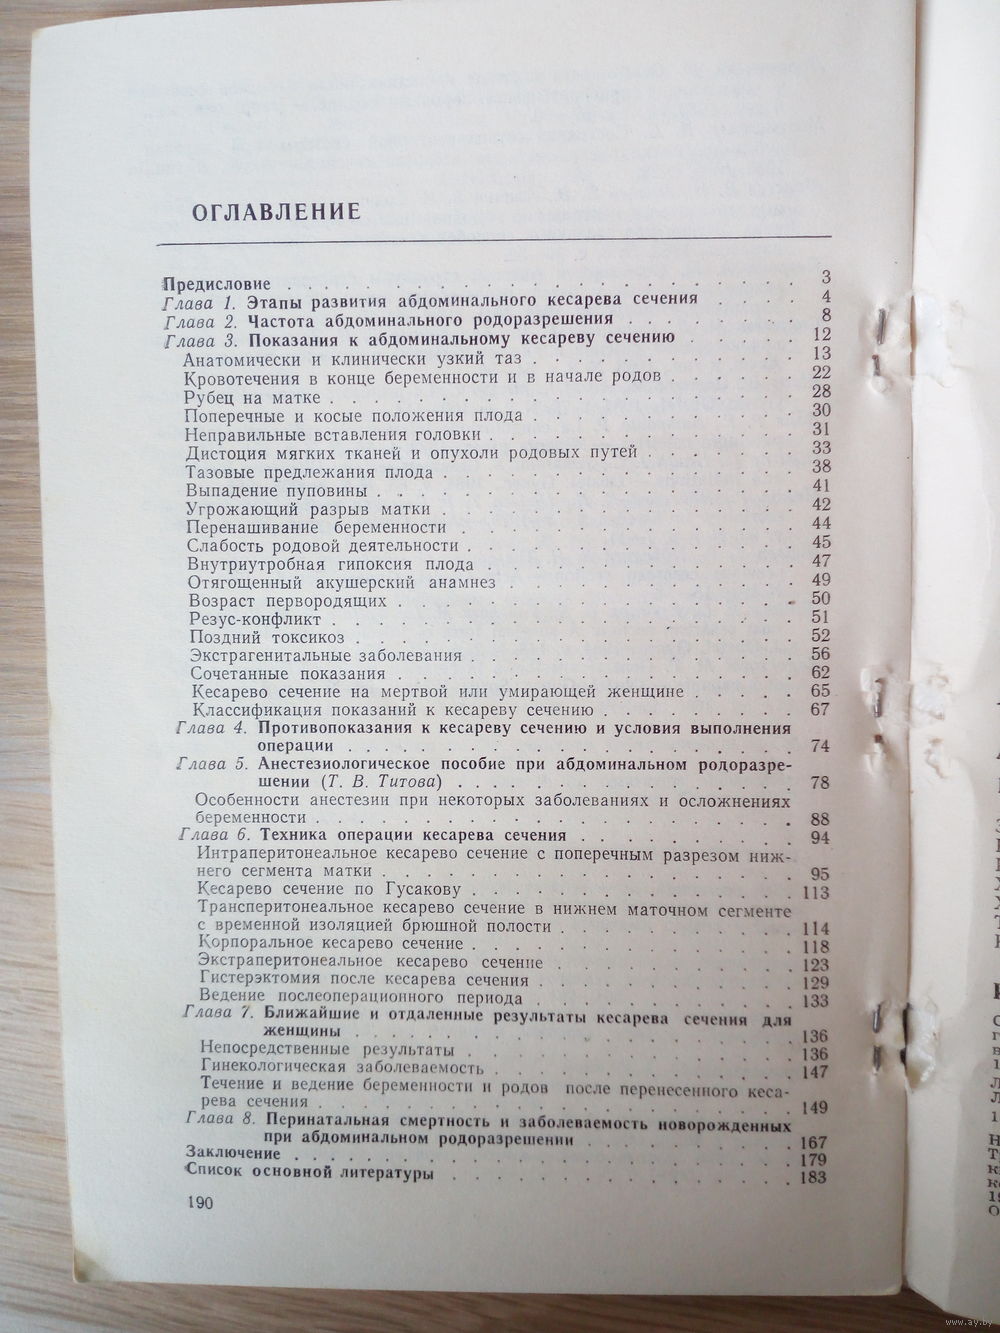 ОГЛАВЛЕНИЕ
Предисловие . . . . . . . . . . . . . . . . . . . . 3
Глава 1. Этапы развития абдоминального кесарева сечения . . . . 4
Глава 2. Частота абдоминального родоразрешения . . . . . . . 8
Глава 3. Показания к абдоминальному кесареву сечению . . . . . 12
Анатомически и клинически узкий таз . . . . . . . . . . 13
Кровотечения в конце беременности и в начале родов . . . . . . 22
Рубец на матке . . . . . . . . . . . . . . . . . 28
Поперечные и косые положения плода . . . . . . . . . . 30
Неправильные вставления головки . . . . . . . . . . . 31
Дистоция мягких тканей и опухоли родовых путей . . . . . . 33
Тазовые предлежания плода . . . . . . . . . . . . . 38
Выпадение пуповины . . . . . . . . . . . . . . . 41
Угрожающий разрыв матки . . . . . . . . . . . . . 42
Перенашивание беременности . . . . . . . . . . . . 44
Слабость родовой деятельности . . . . . . . . . . . . 45
Внутриутробная гипоксия плода . . . . . . . . . . . . 47
Отягощенный акушерский анамнез . . . . . . . . . . . 49
Возраст первородящих . . . . . . . . . . . . . . 50
Резус-конфликт . . . . . . . . . . . . . . . . . 51
Поздний токсикоз . . . . . . . . . . . . . . . . 52
Экстрагенитальные заболевания . . . . . . . . . . . . 56
Сочетанные показания . . . . . . . . . . . . . . . 62
Кесарево сечение на мертвой или умирающей женщине . . . . . 65
Классификация показаний к кесареву сечению . . . . . . . . 67
Глава 4. Противопоказания к кесареву сечению и условия выполнения
операции . . . . . . . . . . . . . . . . . 74
Глава 5. Анестезиологическое пособие при абдоминальном родоразре-
шении (Т. В. Титова) . . . . . . . . . . . . . 78
Особенности анестезии при некоторых заболеваниях и осложнениях
беременности . . . . . . . . . . . . . . . . . . 88
Глава 6. Техника операции кесарева сечения . . . . . . . . . 94
Интраперитонеальное кесарево сечение с поперечным разрезом ниж-
него сегмента матки . . . . . . . . . . . . . . . 95
Кесарево сечение по Гусакову . . . . . . . . . . . . 113
Трансперитонеальное кесарево сечение в нижнем маточном сегменте
с временной изоляцией брюшной полости . . . . . . . . . 114
Корпоральное кесарево сечение . . . . . . . . . . . . 118
Экстраперитонеальное кесарево сечение . . . . . . . . . 123
Гистерэктомия после кесарева сечения . . . . . . . . . . 129
Ведение послеоперационного периода . . . . . . . . . . 133
Глава 7. Ближайшие и отдаленные результаты кесарева сечения для
женщины . . . . . . . . . . . . . . . . . 136
Непосредственные результаты . . . . . . . . . . . . 136
Гинекологическая заболеваемость . . . . . . . . . . . 147
Течение и ведение беременности и родов после перенесенного кеса-
рева сечения . . . . . . . . . . . . . . . . . . 149
Глава 8. Перинатальная смертность и заболеваемость новорожденных
при абдоминальном родоразрешении . . . . . . . . 167
Заключение . . . . . . . . . . . . . . . . . . . . 179
Список основной литературы . . . . . . . . . . . . . 183
190
www.ay.by